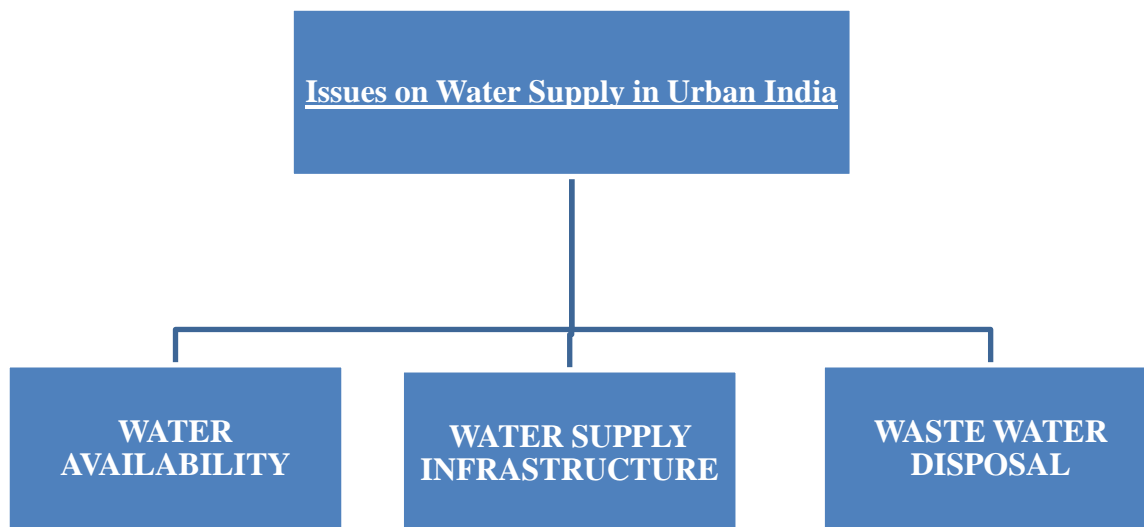 Issues on Water Supply in Urban India
WATER
AVAILABILITY
WATER SUPPLY
INFRASTRUCTURE
WASTE WATER
DISPOSAL